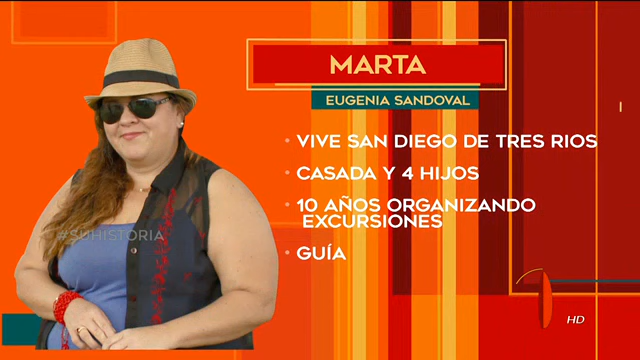 MARTA
EUGENIA SANDOVAL
• VIVE SAN DIEGO DE TRES RIOS
• CASADA Y 4 HIJOS
• 10 AÑOS ORGANIZANDO
EXCURSIONES
• GUÍA
#SUHISTORIA
HD